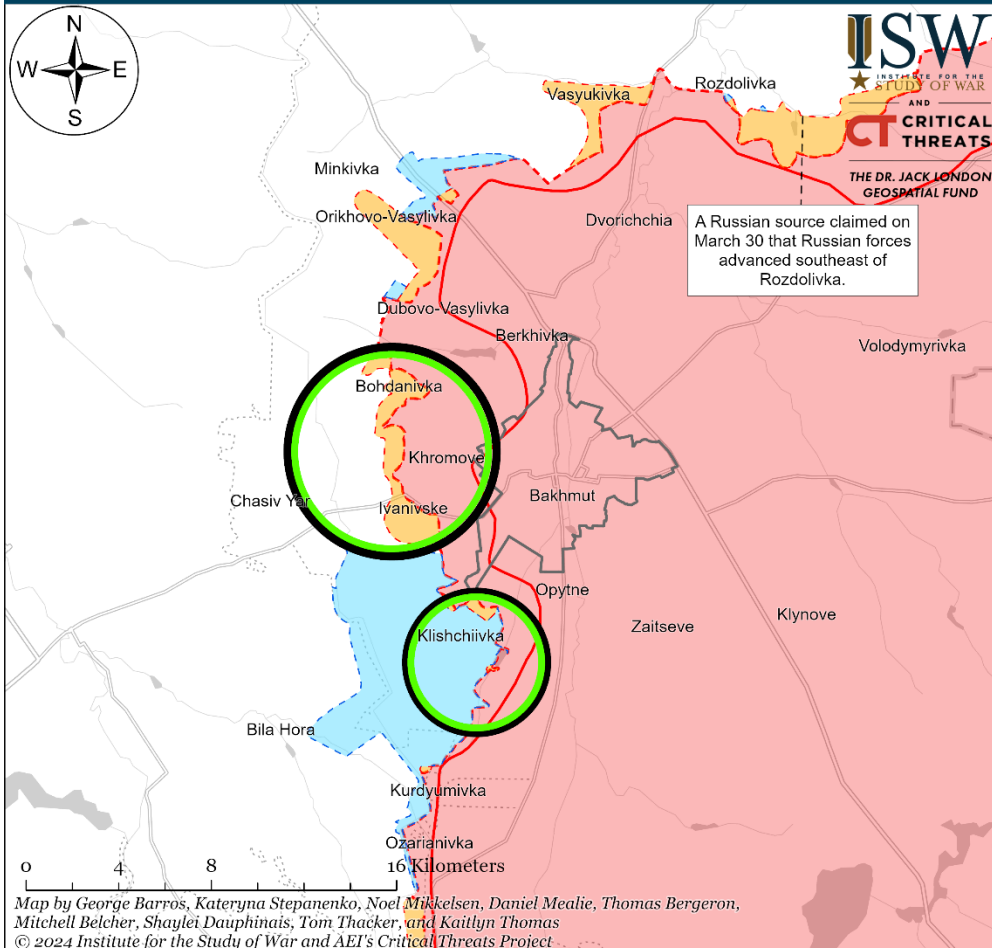 N
W E
S
ISW
INSTITUTE FOR THE
STUDY OF WAR
AND
CT CRITICAL
THREATS
THE DR. JACK LONDON
GEOSPATIAL FUND
Vasyukivka
Rozdolivka
Minkivka
Orikhovo-Vasylivka
Dvorichchia
A Russian source claimed on
March 30 that Russian forces
advanced southeast of
Rozdolivka.
Dubovo-Vasylivka
Berkhivka
Volodymyrivka
Bohdanivka
Khromove
Chasiv Yar
Ivanivske
Bakhmut
Opytne
Klishchiivka
Zaitseve
Klynove
Bila Hora
Kurdyumivka
Ozarianivka
0 4 8 16 Kilometers
Map by George Barros, Kateryna Stepanenko, Noel Mikkelsen, Daniel Mealie, Thomas Bergeron,
Mitchell Belcher, Shaylei Dauphinais, Tom Thacker, and Kaitlyn Thomas
© 2024 Institute for the Study of War and AEI's Critical Threats Project